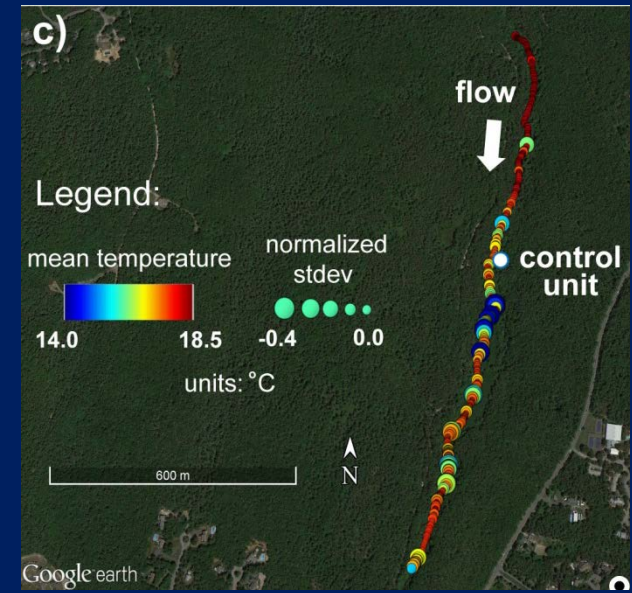 c)
flow
Legend:
mean temperature
normalized
stdev
control
unit
14.0
18.5
-0.4
0.0
units: °C
600 m
N
Google earth